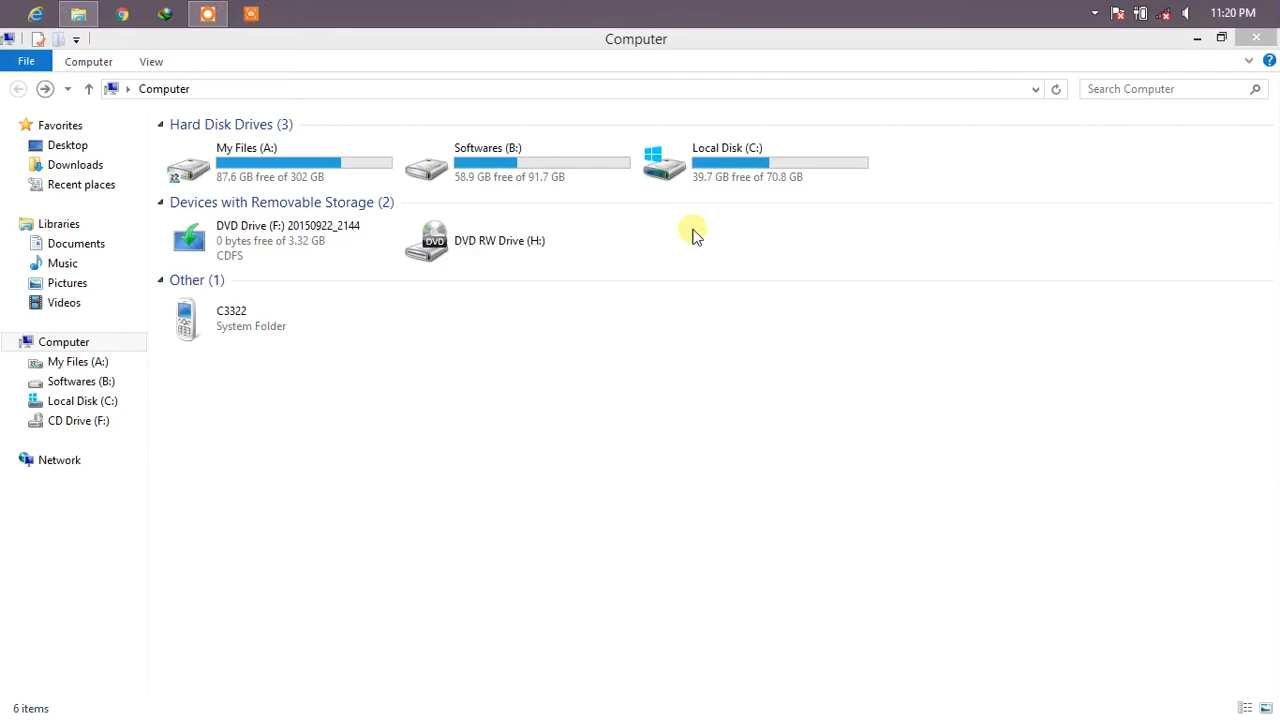 11:20 PM
Computer
File
Computer
View
Computer
Search Computer
Favorites
Desktop
Downloads
Recent places
Libraries
Documents
Music
Pictures
Videos
Computer
My Files (A:)
Softwares (B:)
Local Disk (C:)
CD Drive (F:)
Network
Hard Disk Drives (3)
My Files (A:)
87.6 GB free of 302 GB
Softwares (B:)
58.9 GB free of 91.7 GB
Local Disk (C:)
39.7 GB free of 70.8 GB
Devices with Removable Storage (2)
DVD Drive (F:) 20150922_2144
0 bytes free of 3.32 GB
CDFS
DVD
DVD RW Drive (H:)
Other (1)
C3322
System Folder
6 items